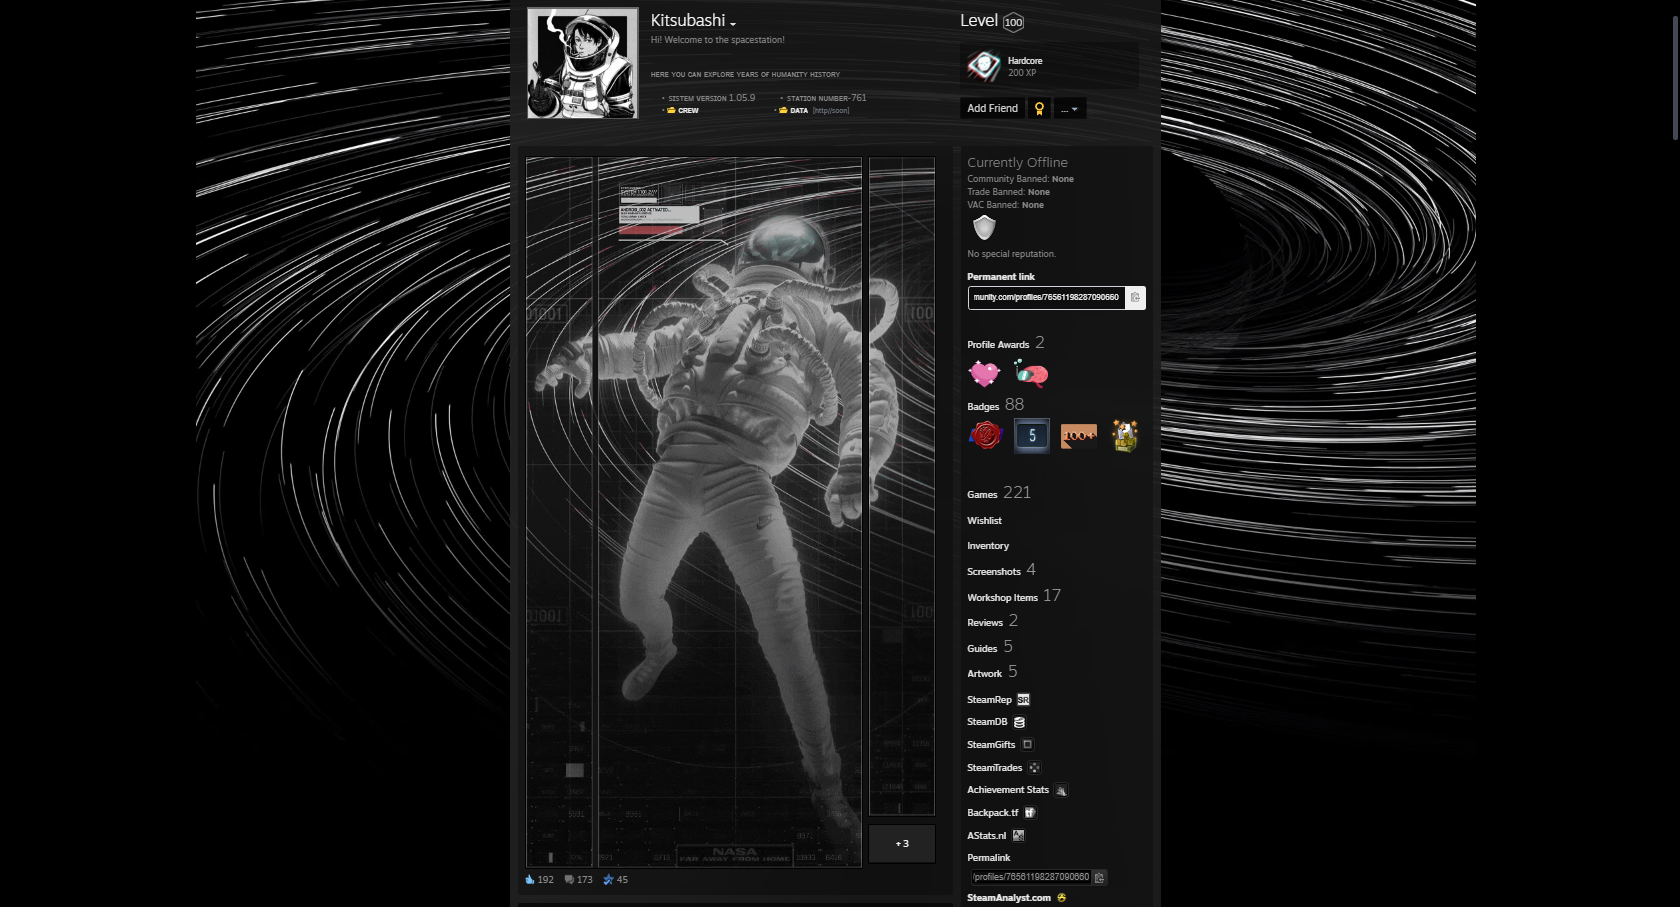 Kitsubashi
Hi! Welcome to the spacestation!
HERE YOU CAN EXPLORE YEARS OF HUMANITY HISTORY
• SISTEM VERSION 1.05.9 • STATION NUMBER-761
• CREW • DATA [http//soon]
Level 100
Hardcore
200 XP
Add Friend ...
NASA
FAR AWAY FROM HOME
+3
192 173 45
Currently Offline
Community Banned: None
Trade Banned: None
VAC Banned: None
No special reputation.
Permanent link
munity.com/profiles/76561198287090660
Profile Awards 2
Badges 88
5 100+
Games 221
Wishlist
Inventory
Screenshots 4
Workshop Items 17
Reviews 2
Guides 5
Artwork 5
SteamRep SR
SteamDB
SteamGifts
SteamTrades
Achievement Stats
Backpack.tf
AStats.nl
Permalink
/profiles/76561198287090660
SteamAnalyst.com